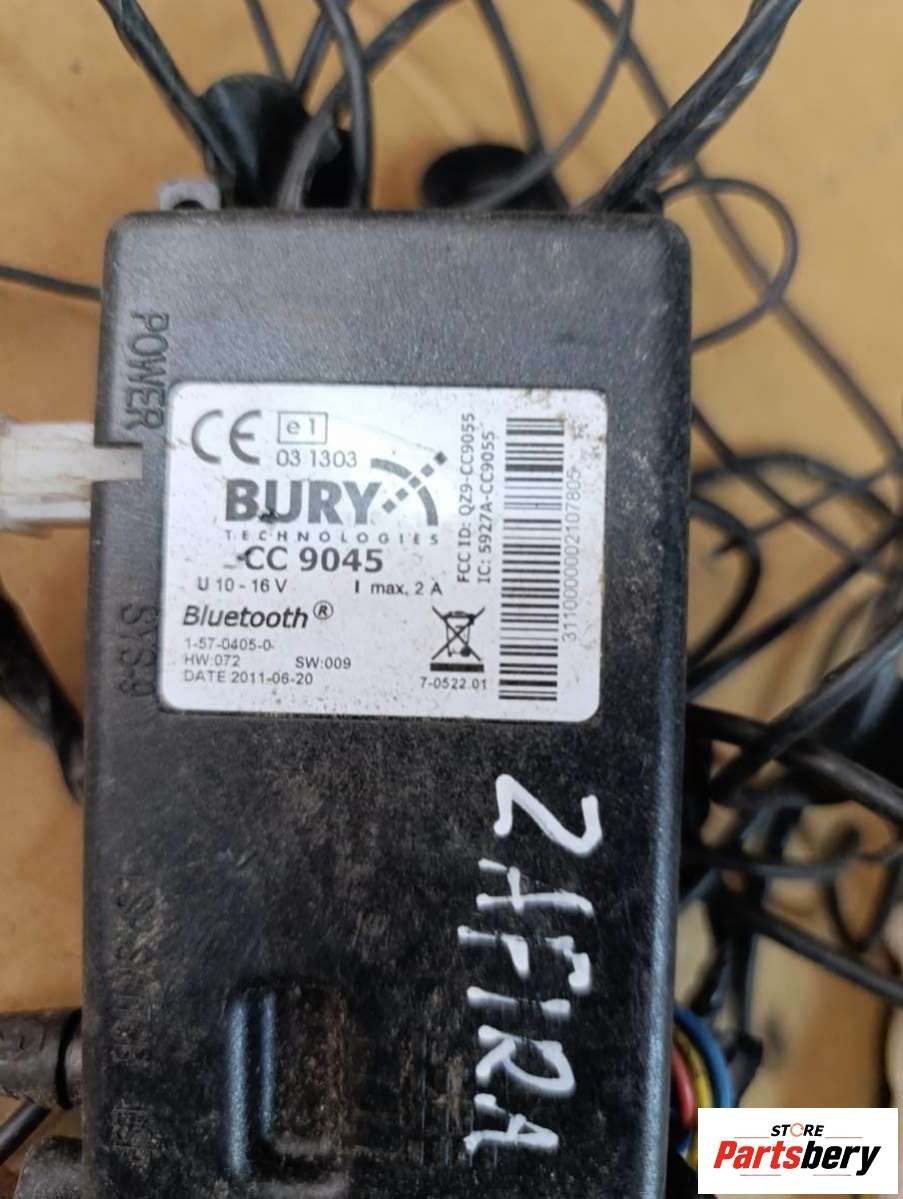 POWER
CE
e1
03 1303
BURY
TECHNOLOGIES
CC 9045
U 10 - 16 V I max. 2 A
Bluetooth®
1-57-0405-0-
HW:072 SW:009
DATE 2011-06-20
7-0522.01
FCC ID: QZ9-CC9055
IC: 5927A-CC9055
3110000002107805
ZAFIRA
STORE
Partsbery